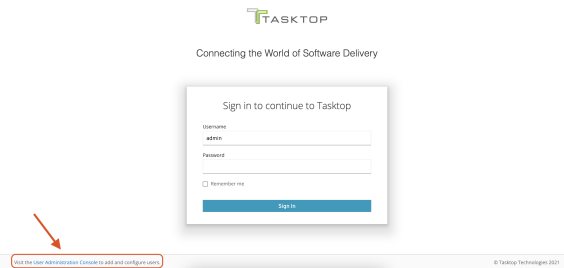 TASKTOP
Connecting the World of Software Delivery
Sign in to continue to Tasktop
Username
admin
Password
Remember me
Sign In
Visit the User Administration Console to add and configure users.
© Tasktop Technologies 2021